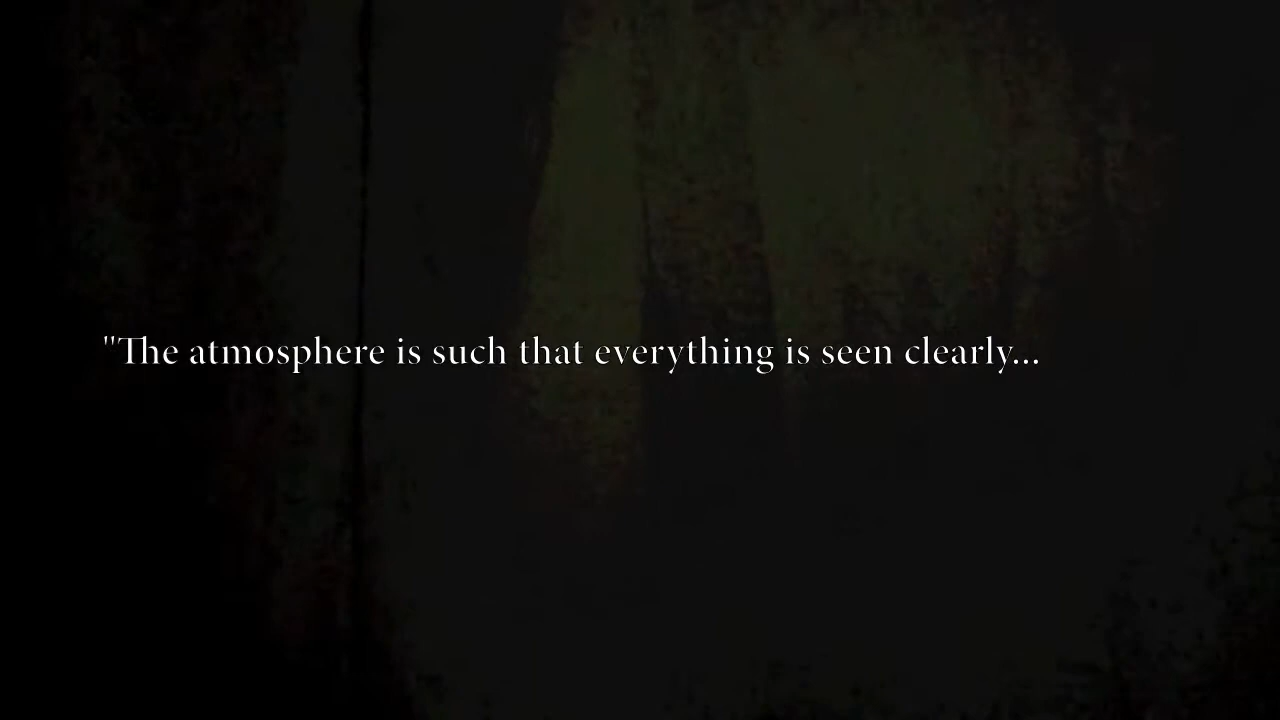 "The atmosphere is such that everything is seen clearly...